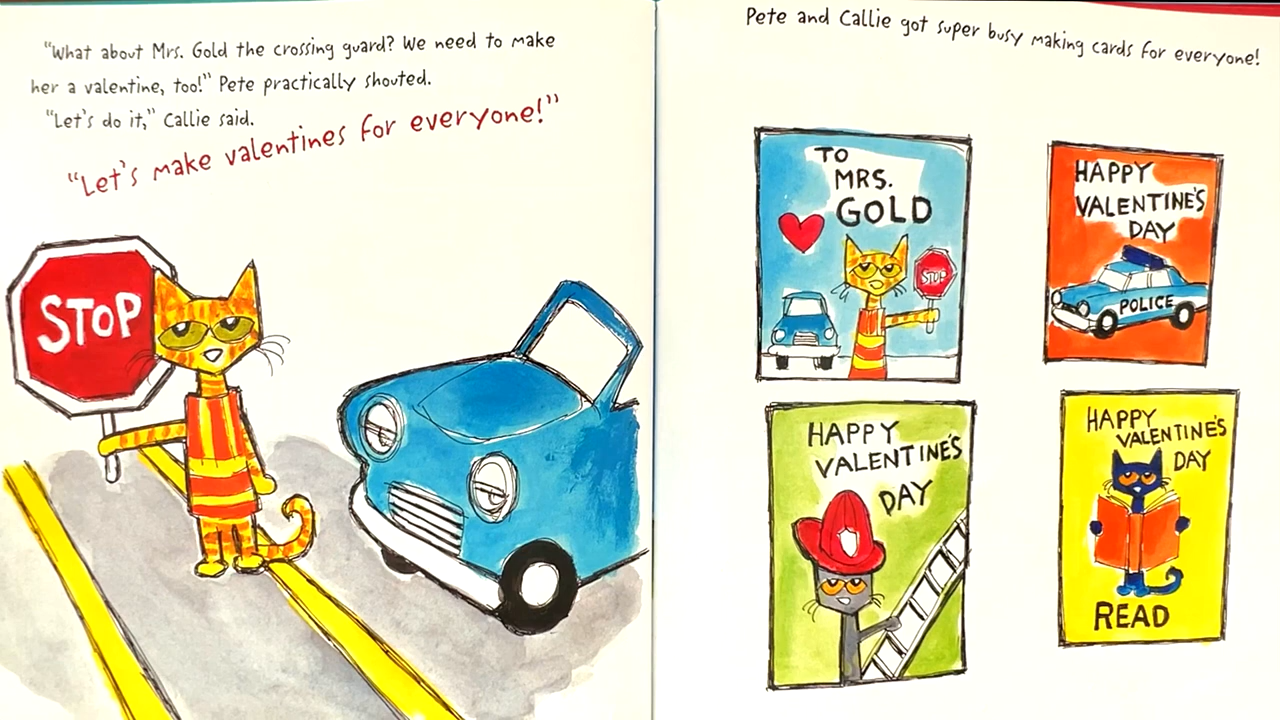 "What about Mrs. Gold the crossing guard? We need to make
her a valentine, too!" Pete practically shouted.
"Let's do it," Callie said.
"Let's make valentines for everyone!"
STOP
Pete and Callie got super busy making cards for everyone!
TO
MRS.
GOLD
STOP
HAPPY
VALENTINE'S
DAY
POLICE
HAPPY
VALENTINE'S
DAY
HAPPY
VALENTINE'S
DAY
READ